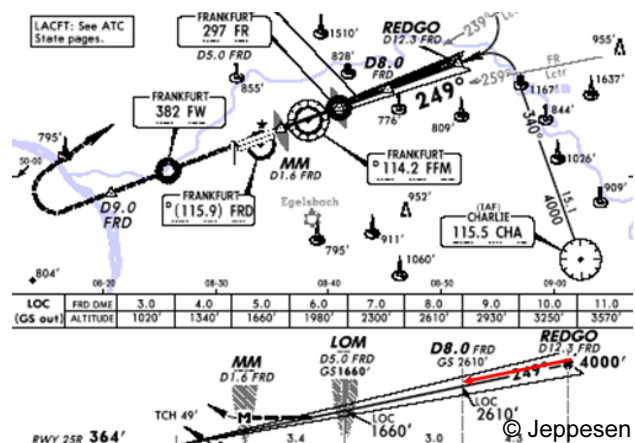 LACFT: See ATC
State pages.
FRANKFURT
297 FR
D5.0 FRD
1510'
828'
855'
REDGO
D12.3 FRD
239°
D8.0
FRD
249°
259°
FR
Lctr
955'
1637'
1167'
844'
1026'
909'
340°
15.1
4000
776'
809'
FRANKFURT
382 FW
795'
50-00
MM
D1.6 FRD
FRANKFURT
D 114.2 FFM
FRANKFURT
D (115.9) FRD
D9.0
FRD
Egelsbach
952'
795'
911'
1060'
(IAF)
CHARLIE
115.5 CHA
804'
08-20
08-30
08-40
08-50
09-00
LOC FRD DME 3.0 4.0 5.0 6.0 7.0 8.0 9.0 10.0 11.0
(GS out) ALTITUDE 1020' 1340' 1660' 1980' 2300' 2610' 2930' 3250' 3570'
MM
D1.6 FRD
LOM
D5.0 FRD
GS1660'
D8.0 FRD
GS 2610'
REDGO
D12.3 FRD
249°
4000'
TCH 49'
M
LOC
1660'
LOC
2610'
RWY 25R 364'
3.4
3.0
© Jeppesen